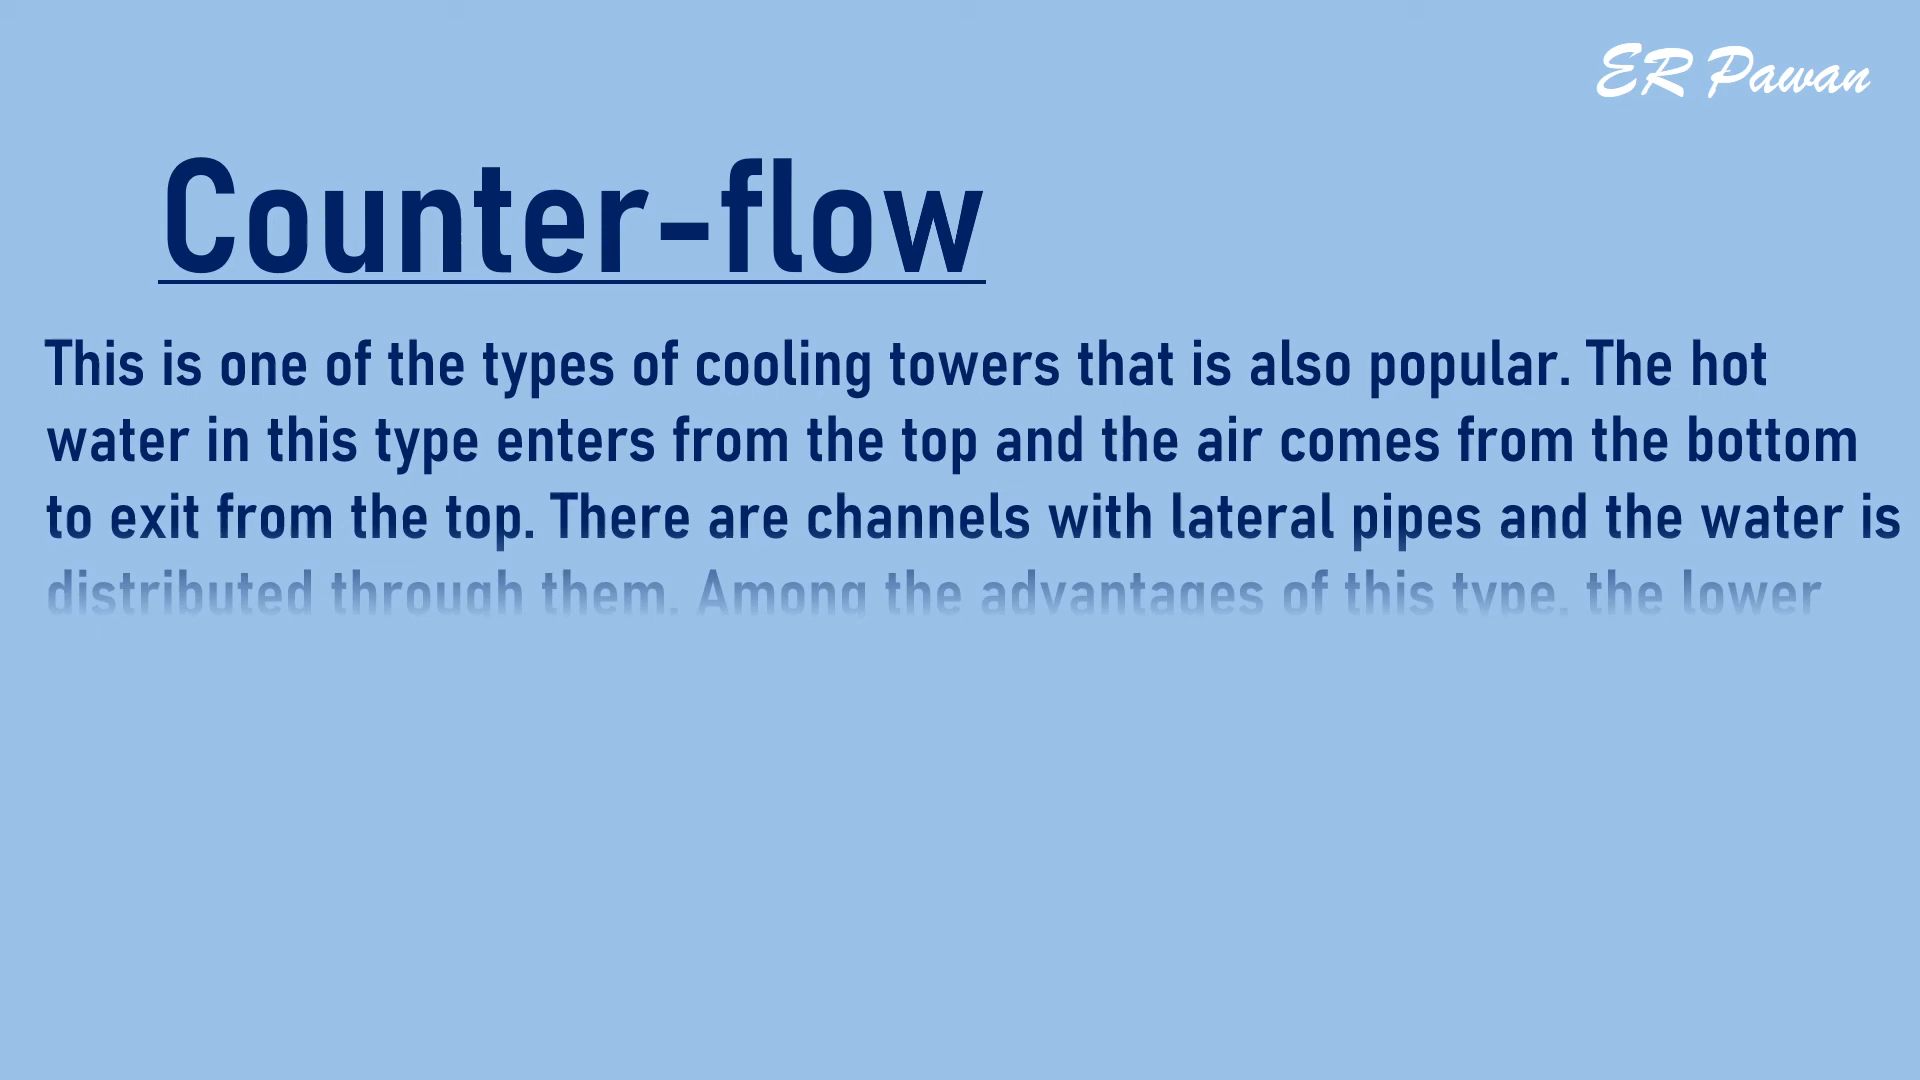 ER Pawan
Counter-flow
This is one of the types of cooling towers that is also popular. The hot
water in this type enters from the top and the air comes from the bottom
to exit from the top. There are channels with lateral pipes and the water is
distributed through them. Among the advantages of this type, the lower